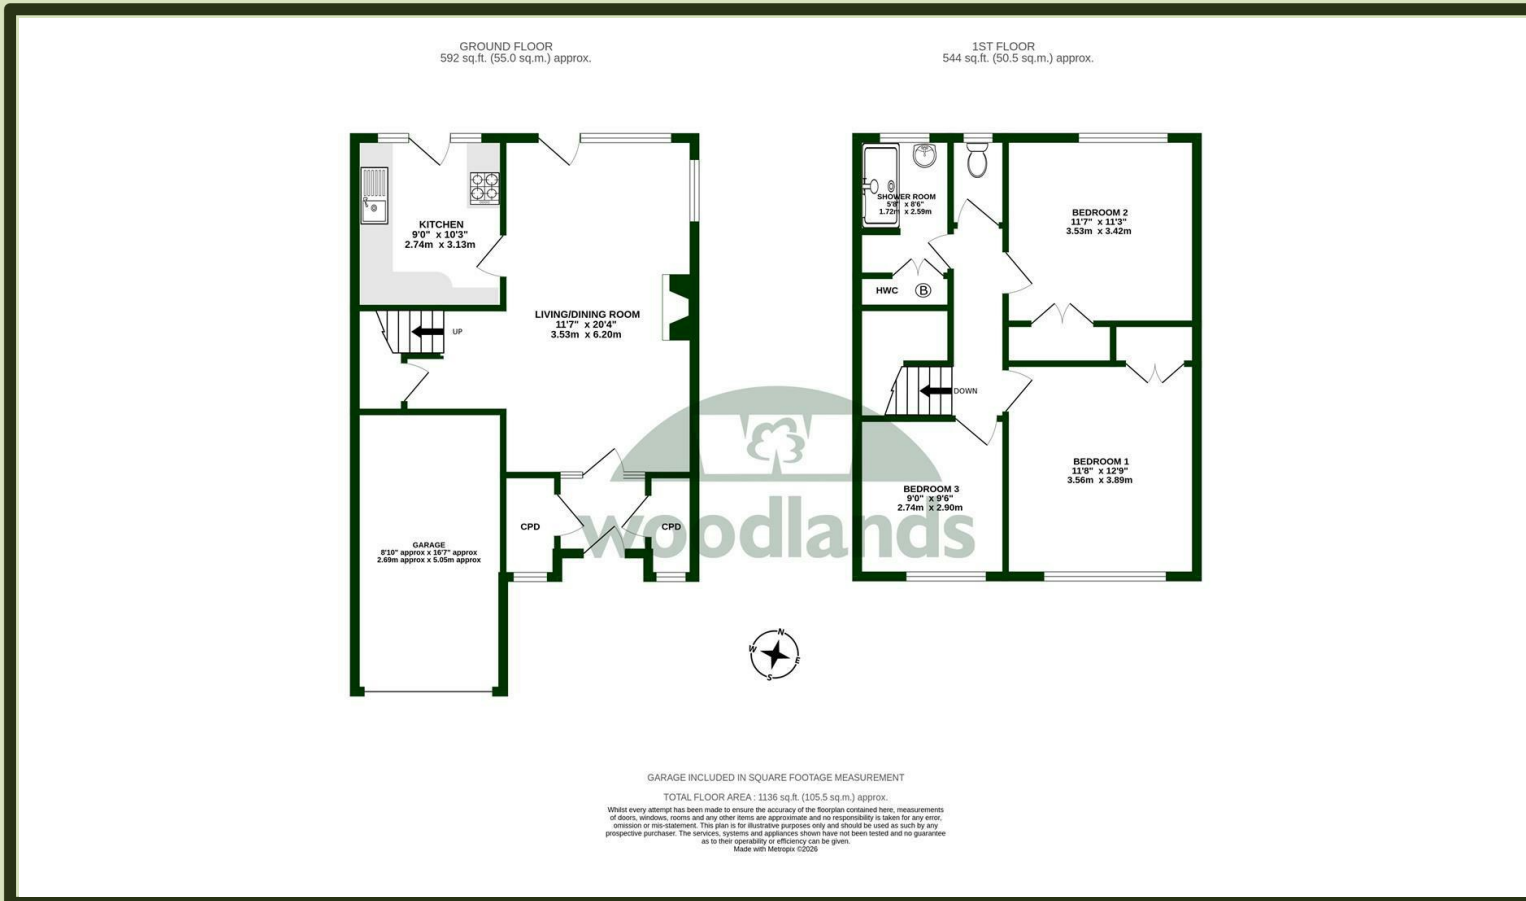 GROUND FLOOR
592 sq.ft. (55.0 sq.m.) approx.
1ST FLOOR
544 sq.ft. (50.5 sq.m.) approx.
KITCHEN
9'0" x 10'3"
2.74m x 3.13m
UP
LIVING/DINING ROOM
11'7" x 20'4"
3.53m x 6.20m
GARAGE
8'10" approx x 16'7" approx
2.69m approx x 5.05m approx
CPD
CPD
SHOWER ROOM
5'8" x 8'6"
1.72m x 2.59m
HWC
B
BEDROOM 2
11'7" x 11'3"
3.53m x 3.42m
DOWN
BEDROOM 3
9'0" x 9'6"
2.74m x 2.90m
BEDROOM 1
11'8" x 12'9"
3.56m x 3.89m
woodlands
N
W
E
S
GARAGE INCLUDED IN SQUARE FOOTAGE MEASUREMENT
TOTAL FLOOR AREA : 1136 sq.ft. (105.5 sq.m.) approx.
Whilst every attempt has been made to ensure the accuracy of the floorplan contained here, measurements
of doors, windows, rooms and any other items are approximate and no responsibility is taken for any error,
omission or mis-statement. This plan is for illustrative purposes only and should be used as such by any
prospective purchaser. The services, systems and appliances shown have not been tested and no guarantee
as to their operability or efficiency can be given.
Made with Metropix ©2026